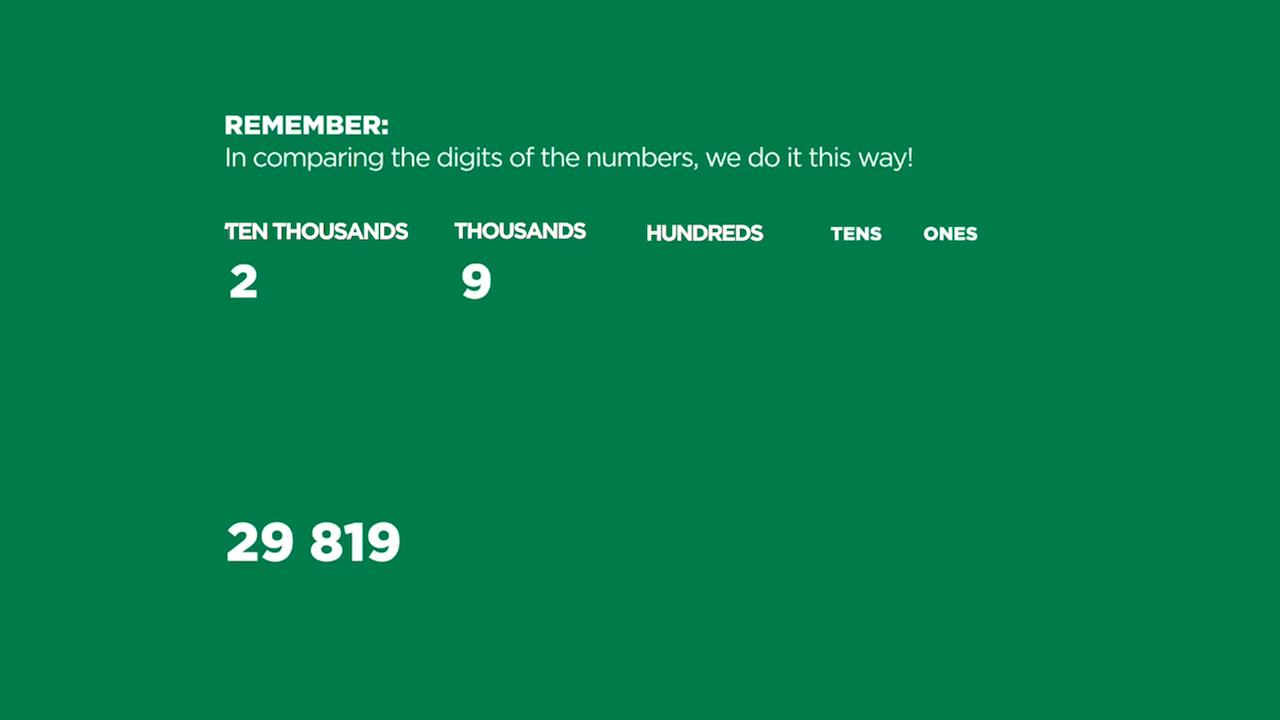 REMEMBER:
In comparing the digits of the numbers, we do it this way!
TEN THOUSANDS THOUSANDS HUNDREDS TENS ONES
2 9
29 819